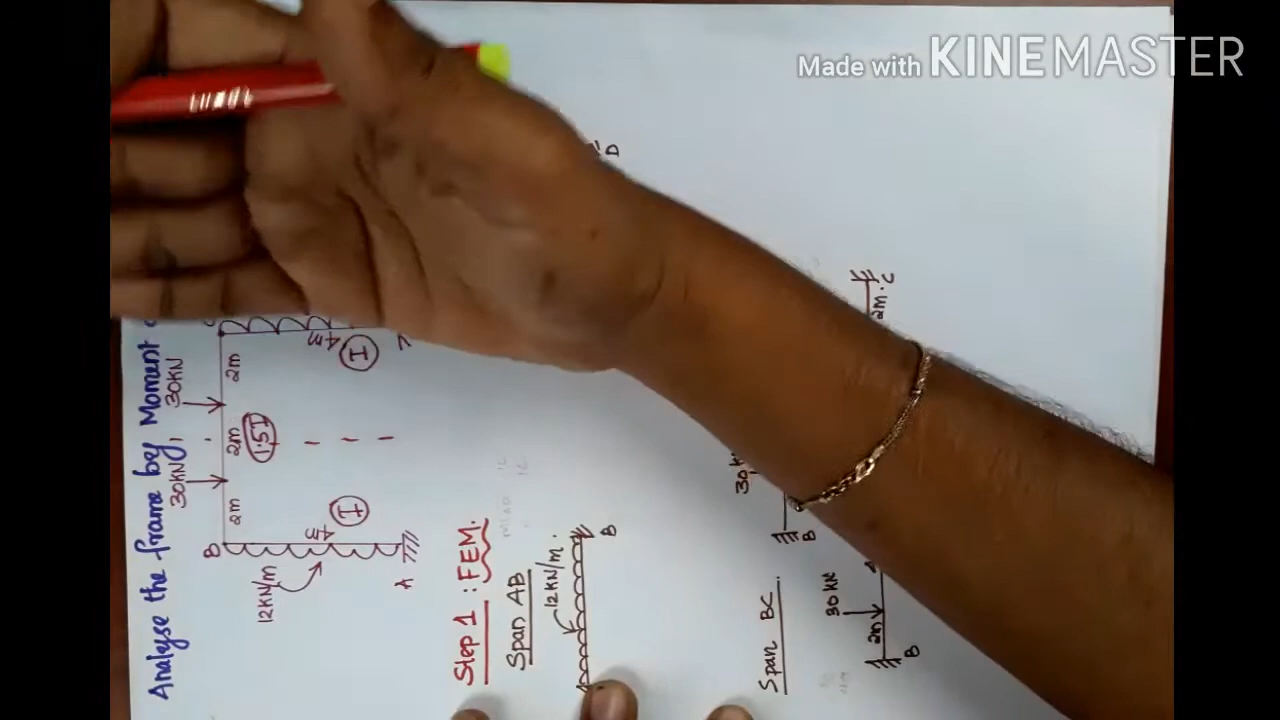 Made with KINEMASTER
Analyse the frame by Moment
30KN 30KN
B 2m 2m 2m C
1.5I
12KN/m
4m I
4m I
A
D
Step 1 : FEM.
Span AB
12KN/m.
B
Span BC
30KN
B 2m
B
2m C